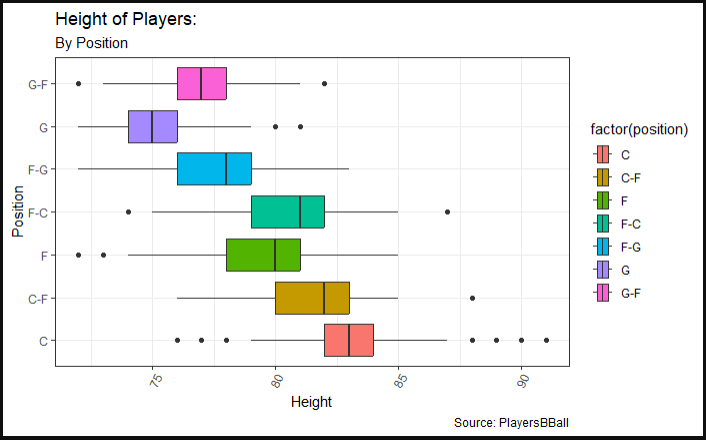 Height of Players:
By Position
G-F
G
F-G
F-C
F
C-F
C
Position
75
80
85
90
Height
factor(position)
C
C-F
F
F-C
F-G
G
G-F
Source: PlayersBBall